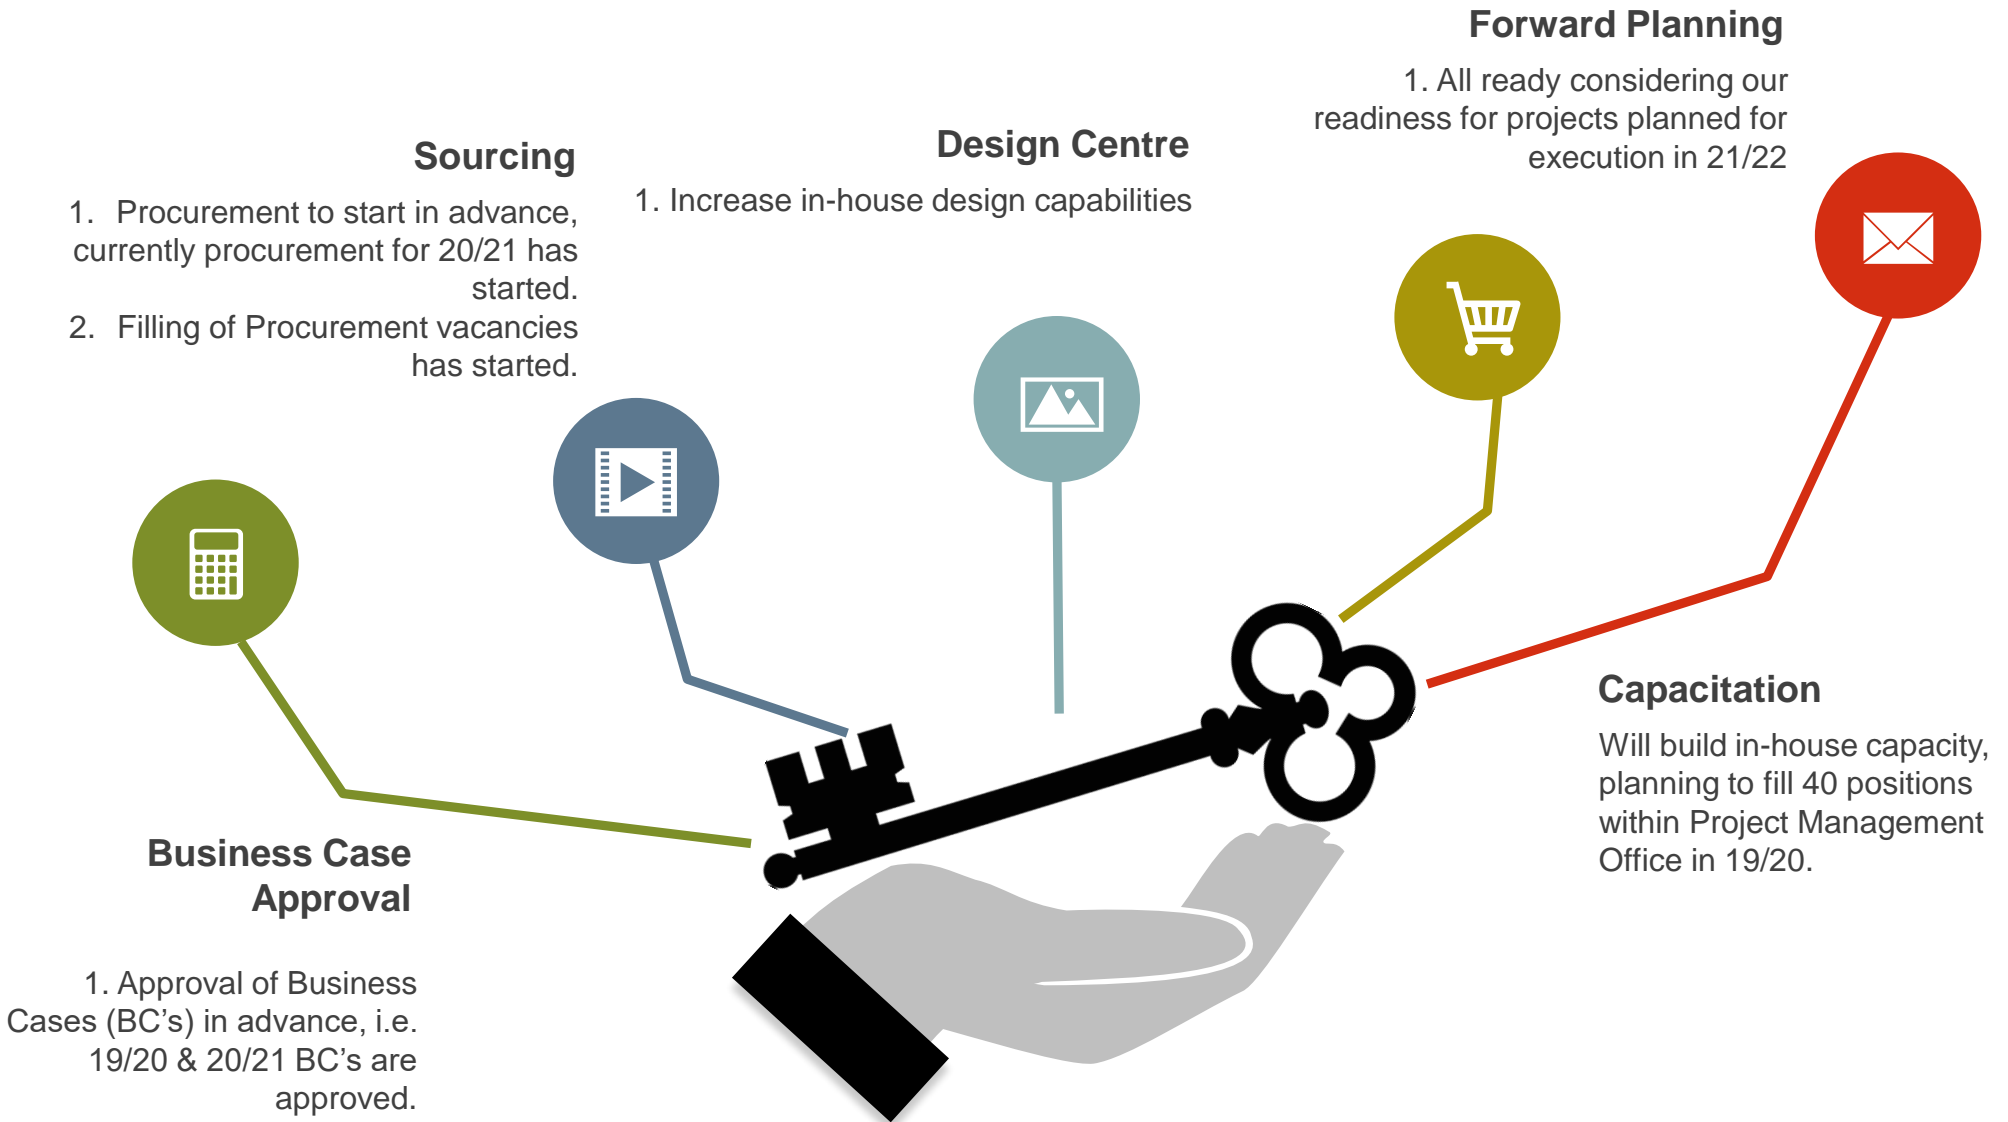 Forward Planning
1. All ready considering our
readiness for projects planned for
execution in 21/22
Sourcing
1. Procurement to start in advance,
currently procurement for 20/21 has
started.
2. Filling of Procurement vacancies
has started.
Design Centre
1. Increase in-house design capabilities
Capacitation
Will build in-house capacity,
planning to fill 40 positions
within Project Management
Office in 19/20.
Business Case
Approval
1. Approval of Business
Cases (BC’s) in advance, i.e.
19/20 & 20/21 BC’s are
approved.